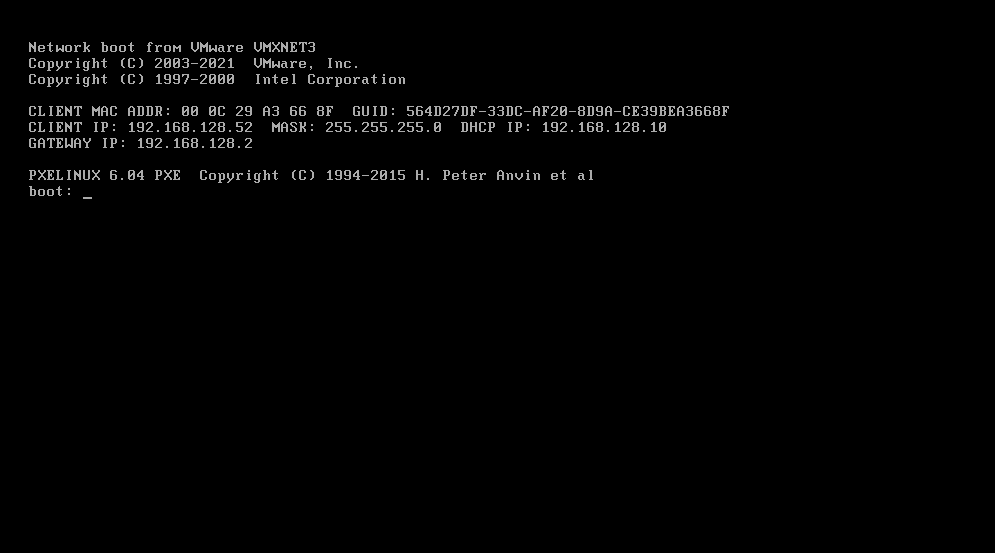 Network boot from VMware VMXNET3
Copyright (C) 2003-2021  VMware, Inc.
Copyright (C) 1997-2000  Intel Corporation
CLIENT MAC ADDR: 00 0C 29 A3 66 8F  GUID: 564D27DF-33DC-AF20-8D9A-CE39BEA3668F
CLIENT IP: 192.168.128.52  MASK: 255.255.255.0  DHCP IP: 192.168.128.10
GATEWAY IP: 192.168.128.2
PXELINUX 6.04 PXE  Copyright (C) 1994-2015 H. Peter Anvin et al
boot: _